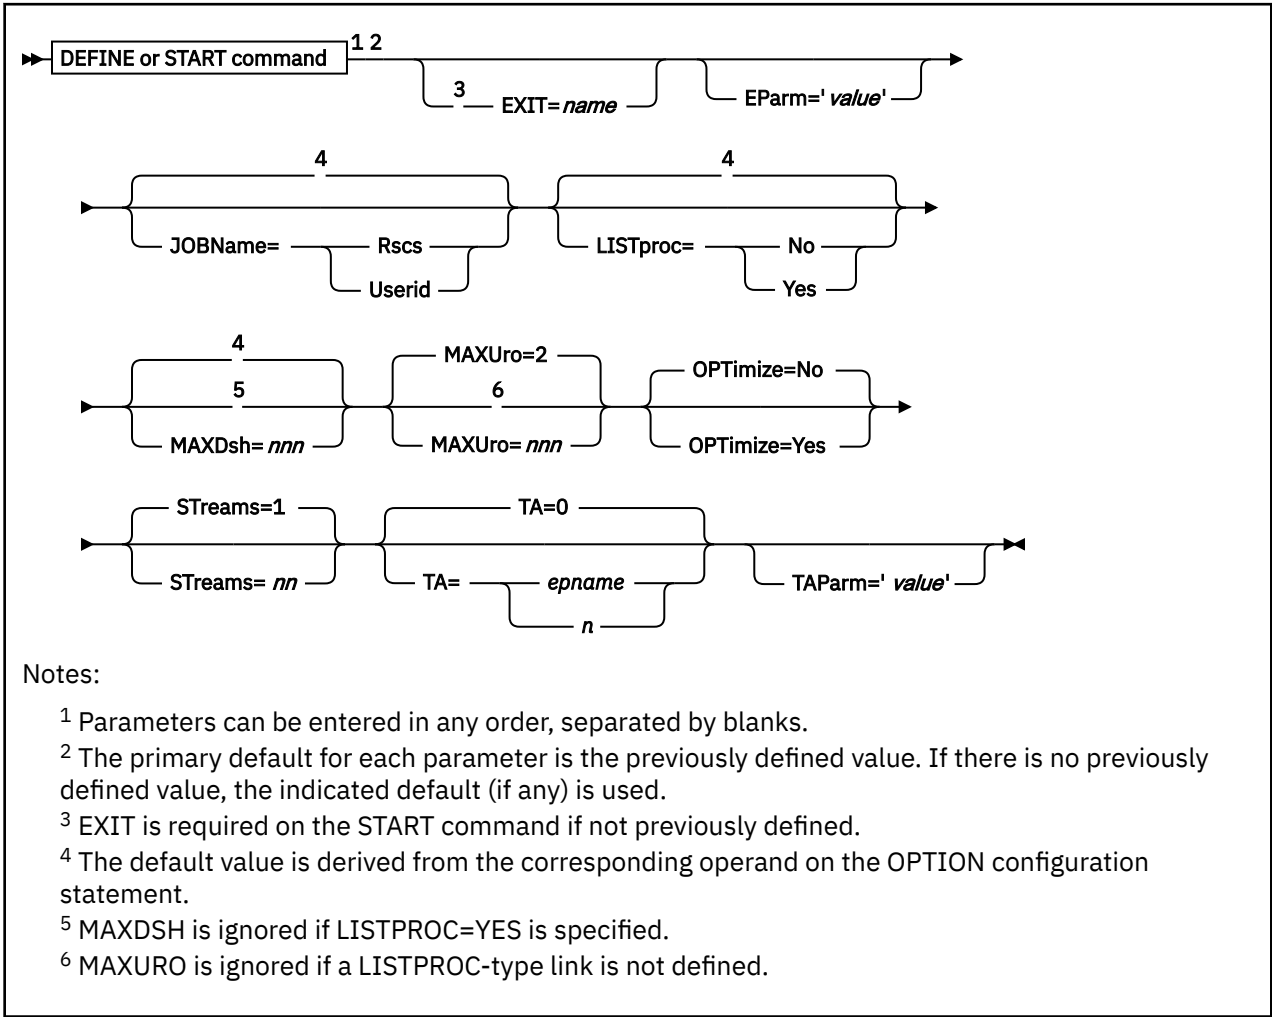 DEFINE or START command 1 2
3 EXIT= name
EParm=' value'
4
JOBName= Rscs
Userid
4
LISTproc= No
Yes
4
5
MAXDsh= nnn
MAXUro=2
6
MAXUro= nnn
OPTimize=No
OPTimize=Yes
STreams=1
STreams= nn
TA=0
TA= epname
n
TAParm=' value'
Notes:
1 Parameters can be entered in any order, separated by blanks.
2 The primary default for each parameter is the previously defined value. If there is no previously
defined value, the indicated default (if any) is used.
3 EXIT is required on the START command if not previously defined.
4 The default value is derived from the corresponding operand on the OPTION configuration
statement.
5 MAXDSH is ignored if LISTPROC=YES is specified.
6 MAXURO is ignored if a LISTPROC-type link is not defined.